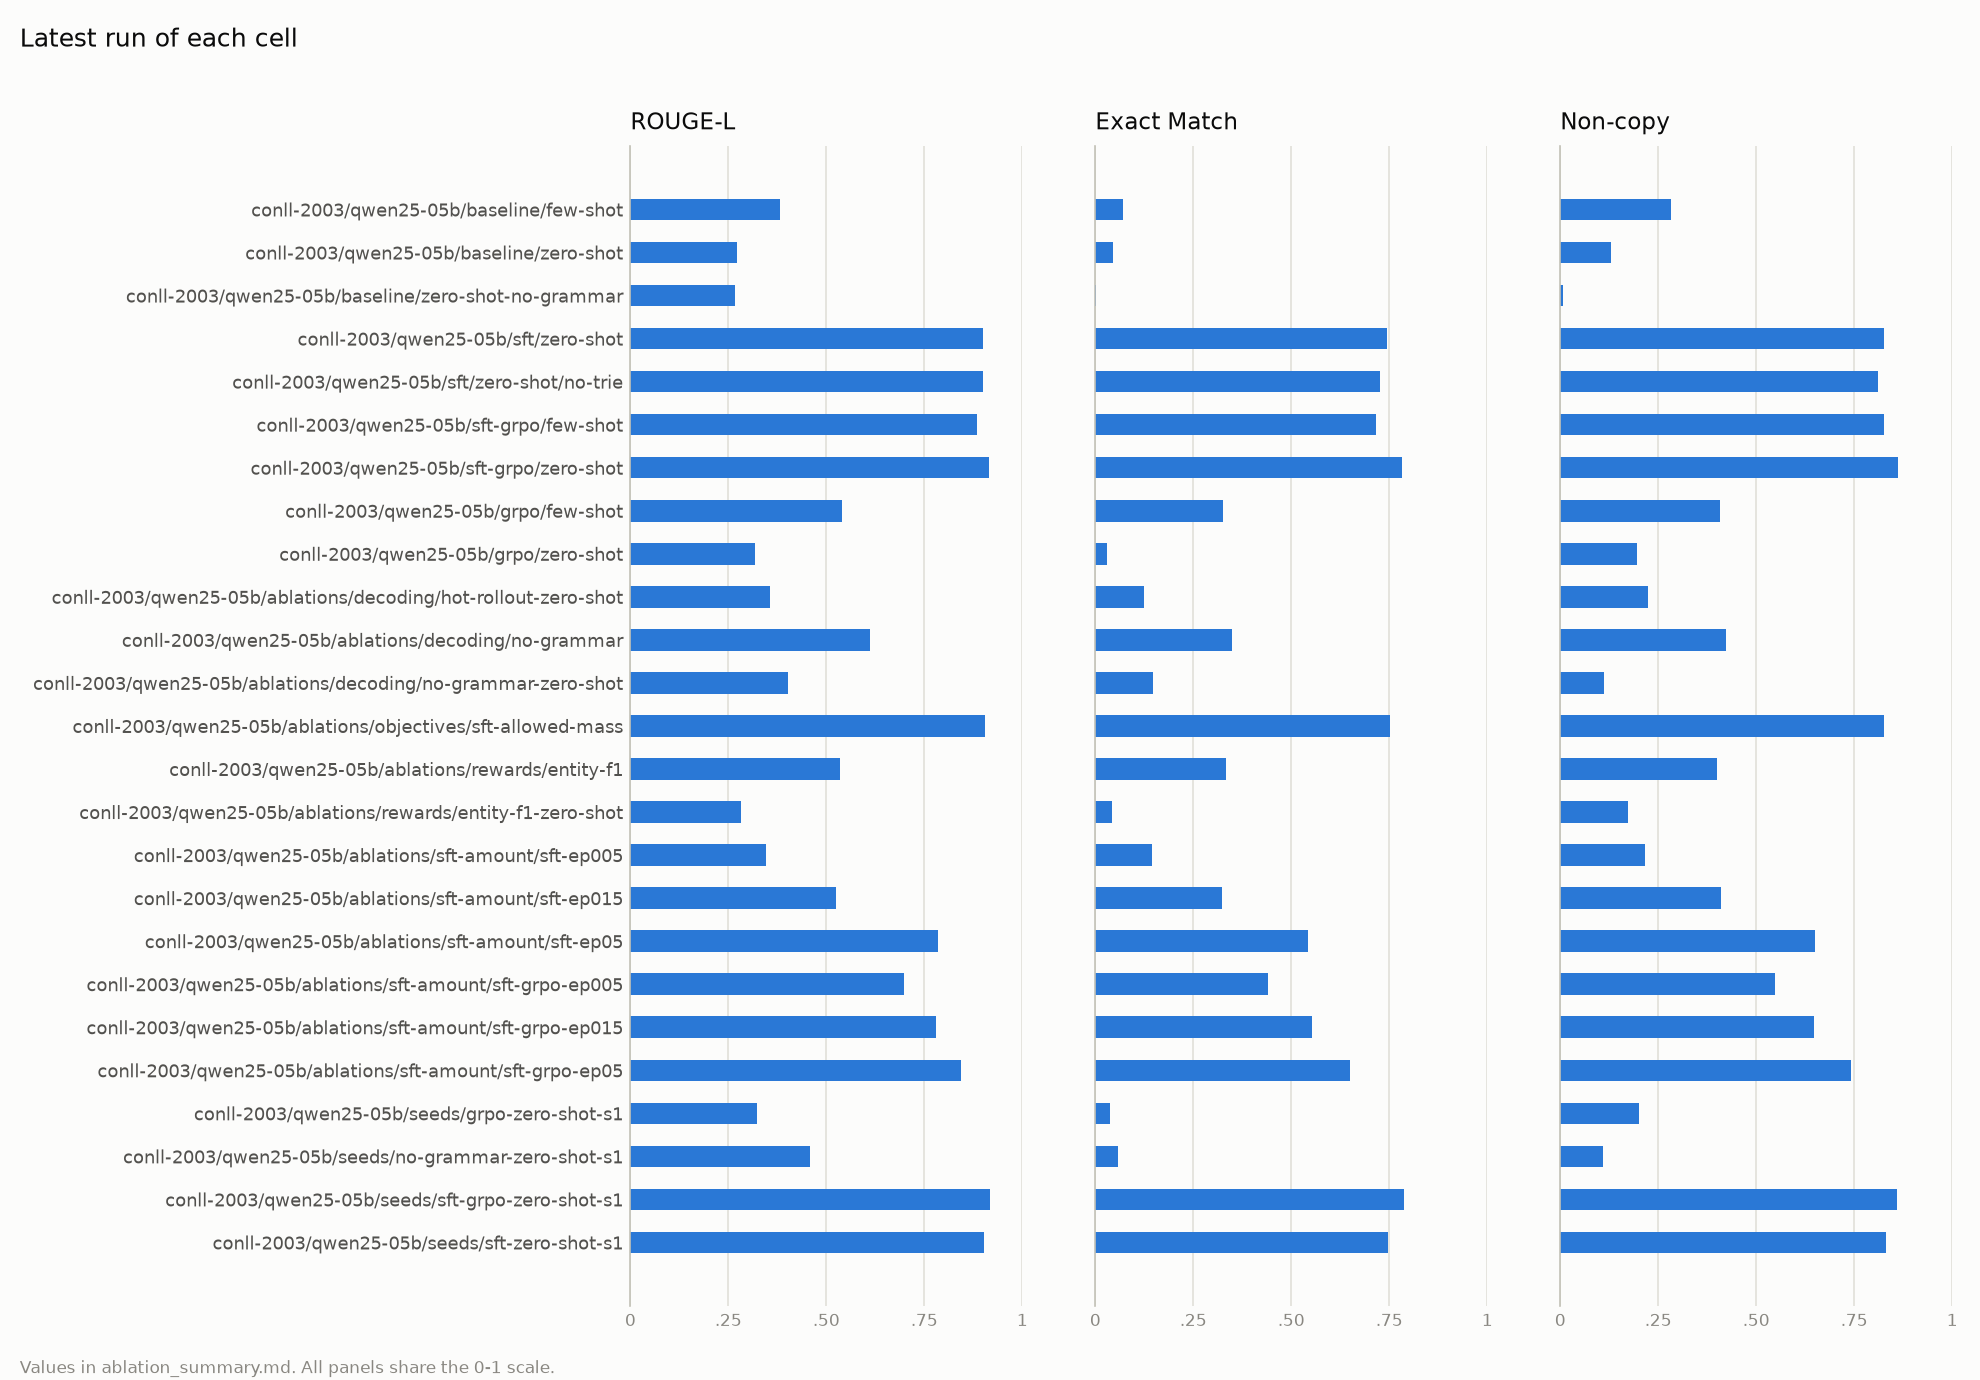 Latest run of each cell
ROUGE-L
Exact Match
Non-copy
conll-2003/qwen25-05b/baseline/few-shot
conll-2003/qwen25-05b/baseline/zero-shot
conll-2003/qwen25-05b/baseline/zero-shot-no-grammar
conll-2003/qwen25-05b/sft/zero-shot
conll-2003/qwen25-05b/sft/zero-shot/no-trie
conll-2003/qwen25-05b/sft-grpo/few-shot
conll-2003/qwen25-05b/sft-grpo/zero-shot
conll-2003/qwen25-05b/grpo/few-shot
conll-2003/qwen25-05b/grpo/zero-shot
conll-2003/qwen25-05b/ablations/decoding/hot-rollout-zero-shot
conll-2003/qwen25-05b/ablations/decoding/no-grammar
conll-2003/qwen25-05b/ablations/decoding/no-grammar-zero-shot
conll-2003/qwen25-05b/ablations/objectives/sft-allowed-mass
conll-2003/qwen25-05b/ablations/rewards/entity-f1
conll-2003/qwen25-05b/ablations/rewards/entity-f1-zero-shot
conll-2003/qwen25-05b/ablations/sft-amount/sft-ep005
conll-2003/qwen25-05b/ablations/sft-amount/sft-ep015
conll-2003/qwen25-05b/ablations/sft-amount/sft-ep05
conll-2003/qwen25-05b/ablations/sft-amount/sft-grpo-ep005
conll-2003/qwen25-05b/ablations/sft-amount/sft-grpo-ep015
conll-2003/qwen25-05b/ablations/sft-amount/sft-grpo-ep05
conll-2003/qwen25-05b/seeds/grpo-zero-shot-s1
conll-2003/qwen25-05b/seeds/no-grammar-zero-shot-s1
conll-2003/qwen25-05b/seeds/sft-grpo-zero-shot-s1
conll-2003/qwen25-05b/seeds/sft-zero-shot-s1
0 .25 .50 .75 1
0 .25 .50 .75 1
0 .25 .50 .75 1
Values in ablation_summary.md. All panels share the 0-1 scale.